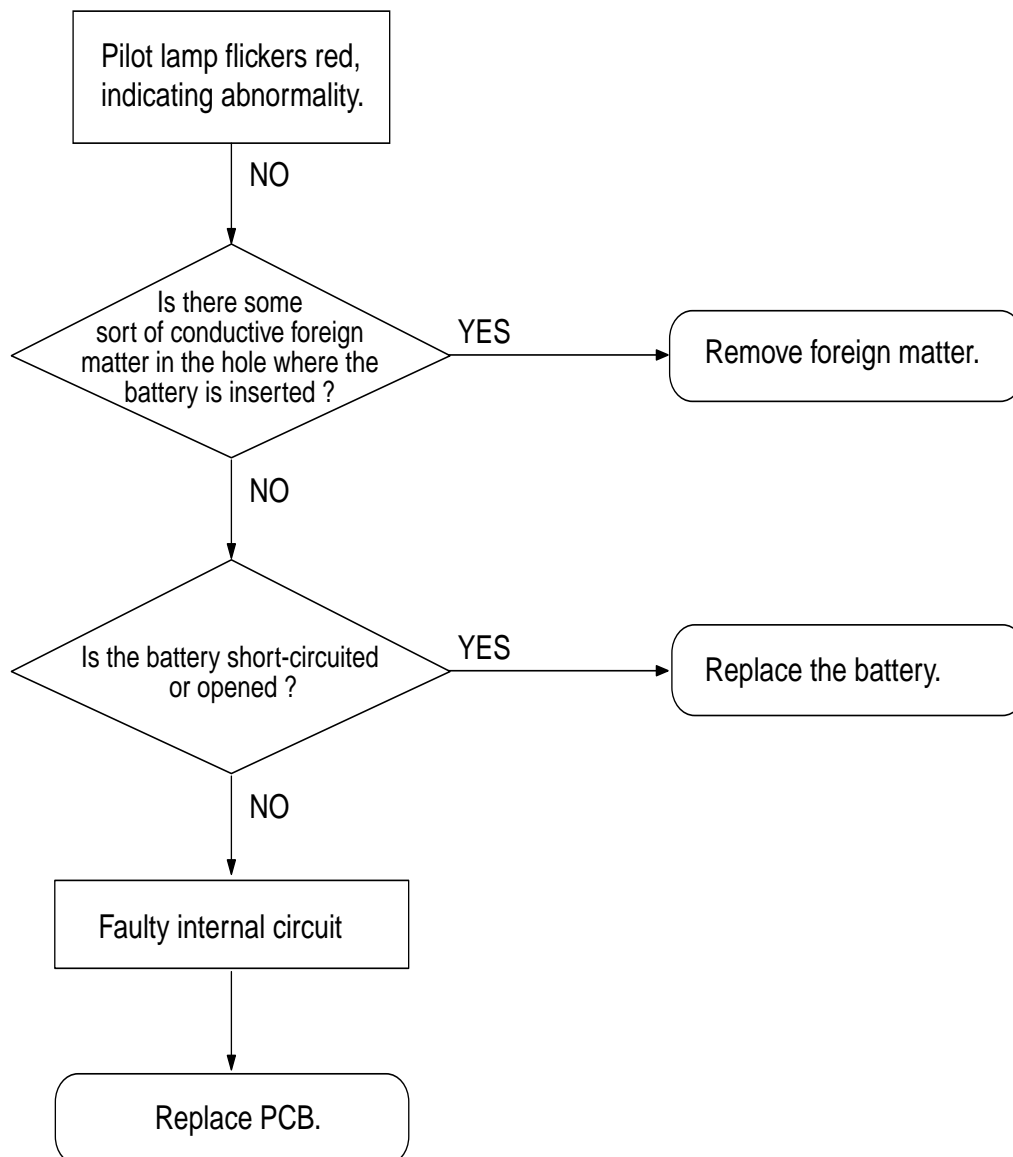 Pilot lamp flickers red,
indicating abnormality.
NO
Is there some
sort of conductive foreign
matter in the hole where the
battery is inserted ?
YES
Remove foreign matter.
NO
Is the battery short-circuited
or opened ?
YES
Replace the battery.
NO
Faulty internal circuit
Replace PCB.